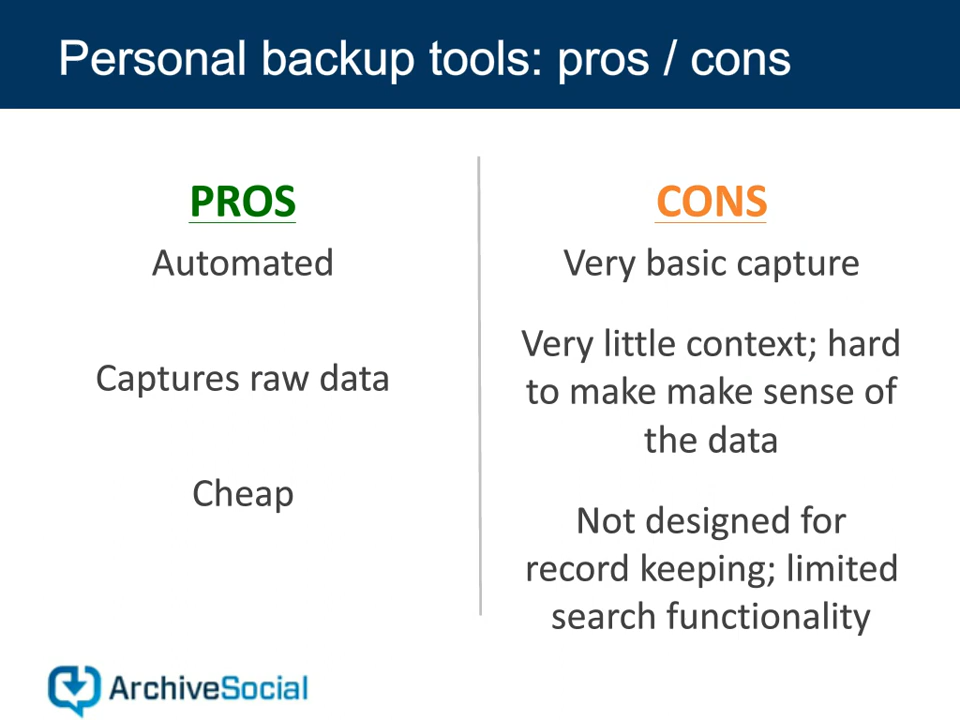 Personal backup tools: pros / cons
PROS
Automated
Captures raw data
Cheap
CONS
Very basic capture
Very little context; hard
to make make sense of
the data
Not designed for
record keeping; limited
search functionality
ArchiveSocial